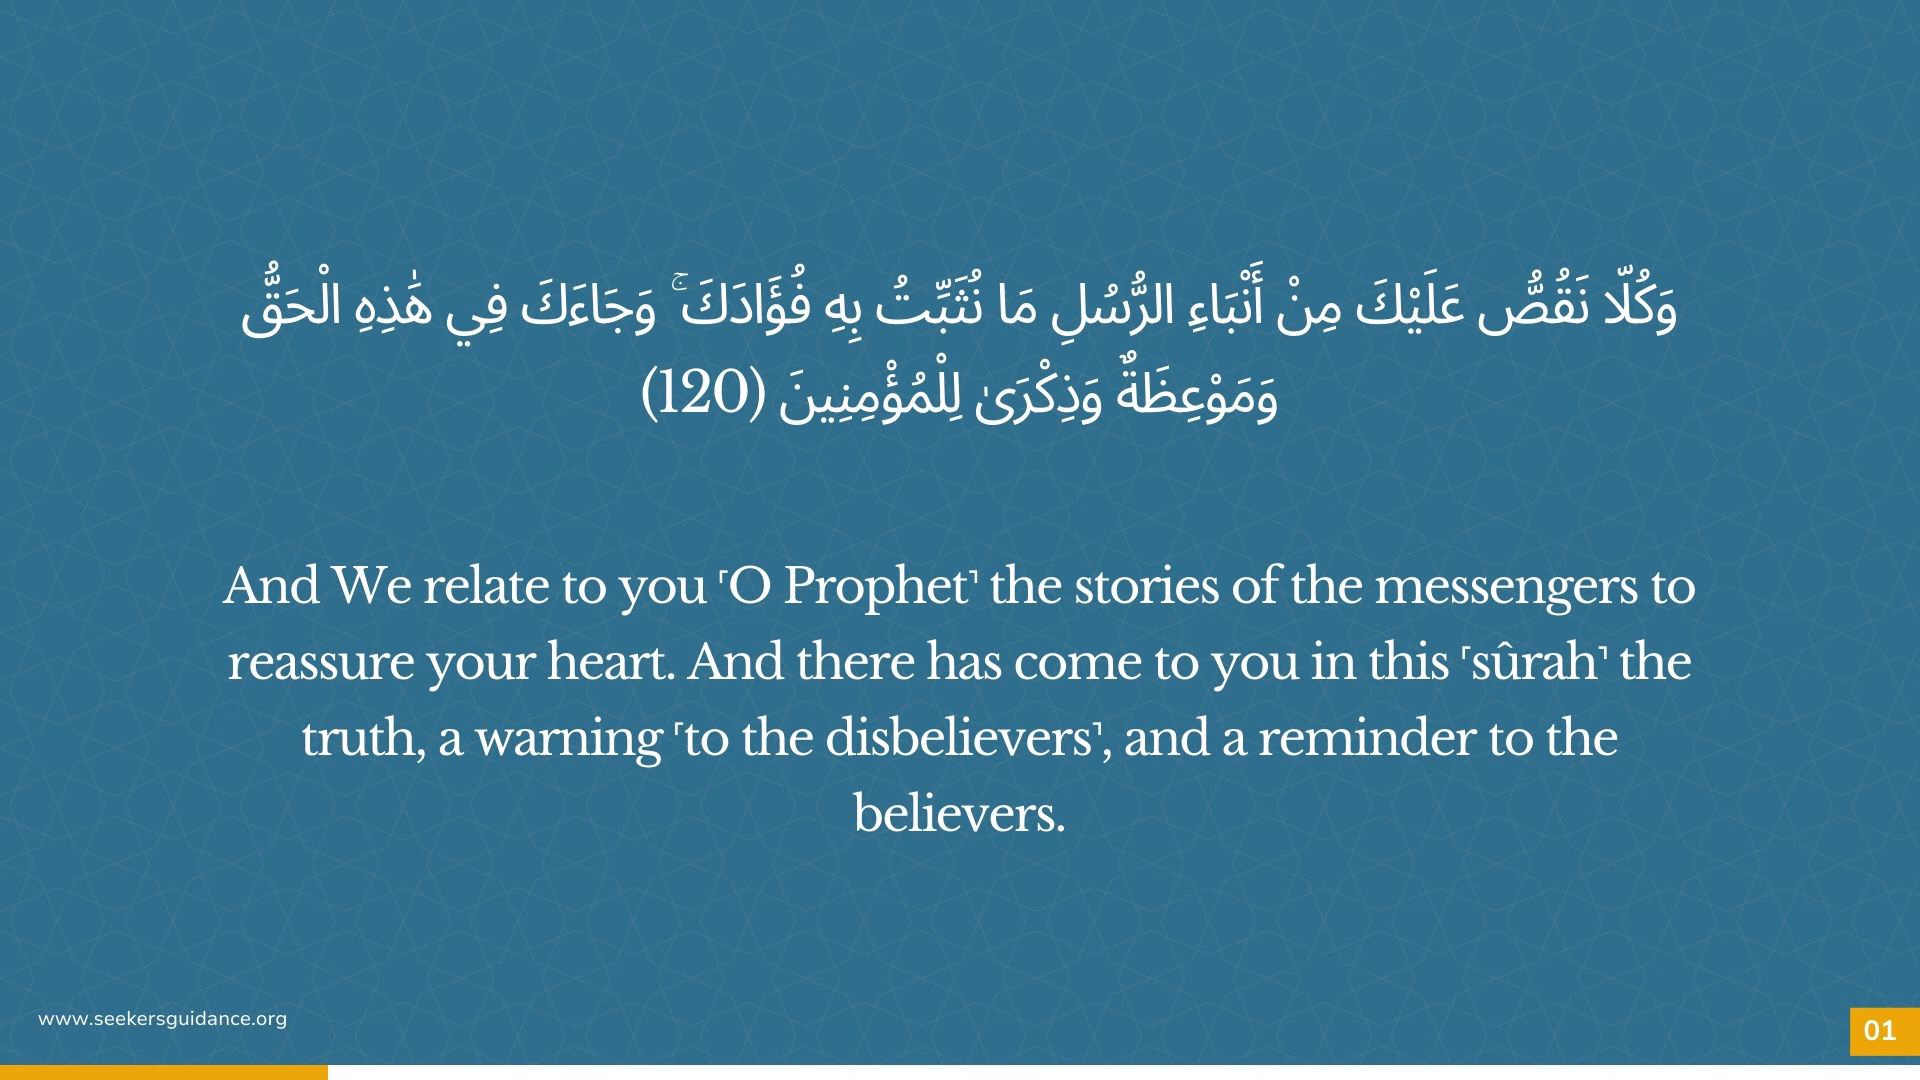 وَكُلًّا نَقُصُّ عَلَيْكَ مِنْ أَنْبَاءِ الرُّسُلِ مَا نُثَبِّتُ بِهِ فُؤَادَكَ ۚ وَجَاءَكَ فِي هَٰذِهِ الْحَقُّ
وَمَوْعِظَةٌ وَذِكْرَىٰ لِلْمُؤْمِنِينَ (120)
And We relate to you ˹O Prophet˺ the stories of the messengers to
reassure your heart. And there has come to you in this ˹sûrah˺ the
truth, a warning ˹to the disbelievers˺, and a reminder to the
believers.
www.seekersguidance.org
01